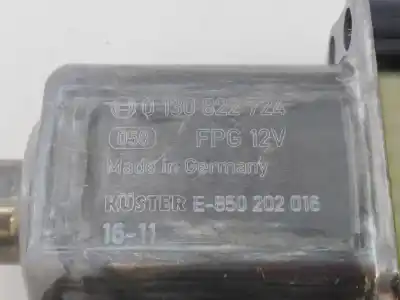 0 130 822 724
050 FPG 12V
Made in Germany
KÜSTER E-850 202 016
16-11